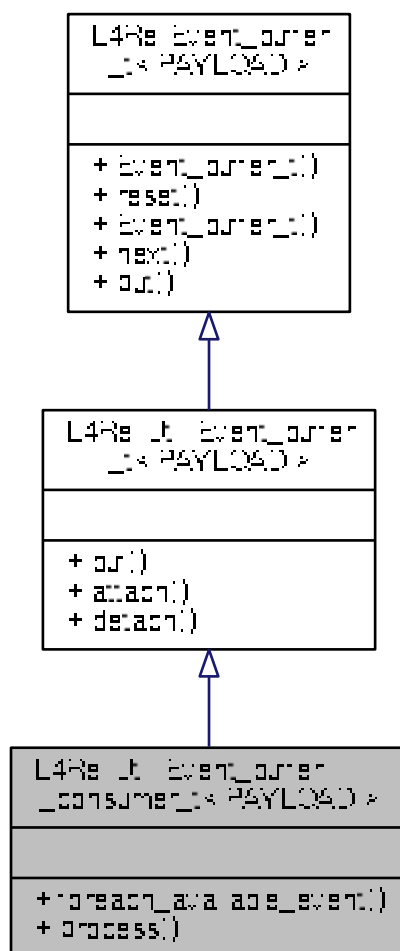 L4Re::Event_buffer
_t< PAYLOAD >
+ Event_buffer_t()
+ reset()
+ Event_buffer_t()
+ next()
+ put()
L4Re::Util::Event_buffer
_t< PAYLOAD >
+ buf()
+ attach()
+ detach()
L4Re::Util::Event_buffer
_consumer_t< PAYLOAD >
+ foreach_available_event()
+ process()